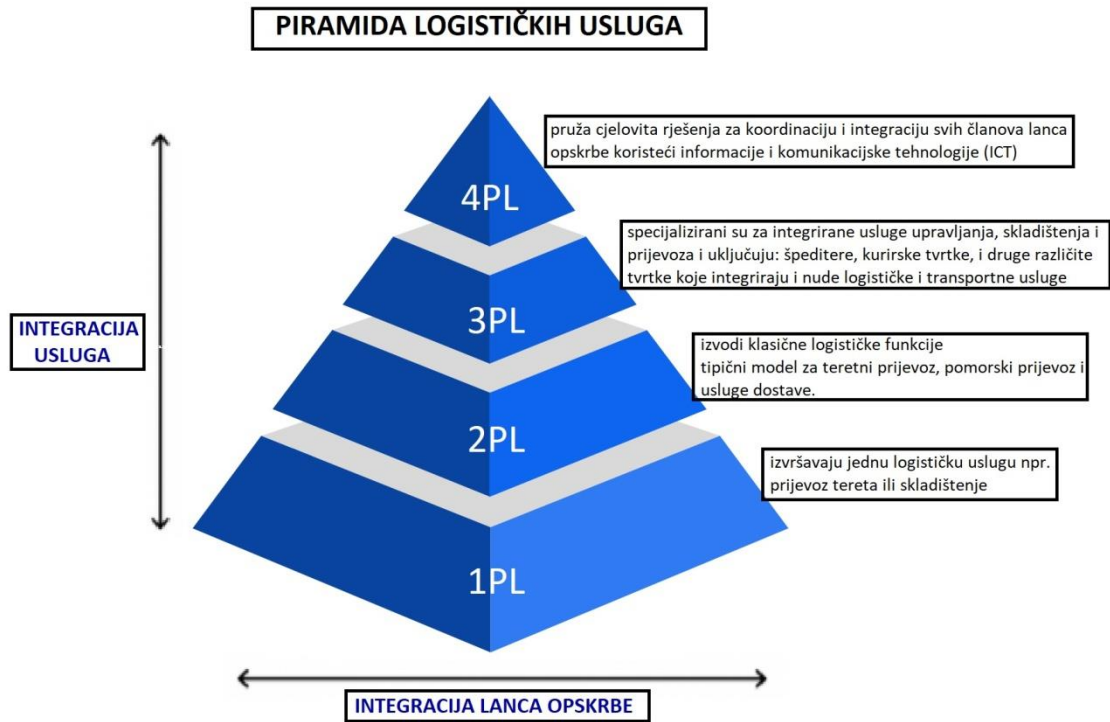 PIRAMIDA LOGISTIČKIH USLUGA
pruža cjelovita rješenja za koordinaciju i integraciju svih članova lanca
opskrbe koristeći informacije i komunikacijske tehnologije (ICT)
4PL
specijalizirani su za integrirane usluge upravljanja, skladištenja i
prijevoza i uključuju: špeditere, kurirske tvrtke, i druge različite
tvrtke koje integriraju i nude logističke i transportne usluge
3PL
INTEGRACIJA
USLUGA
izvodi klasične logističke funkcije
tipični model za teretni prijevoz, pomorski prijevoz i
usluge dostave.
2PL
izvršavaju jednu logističku uslugu npr.
prijevoz tereta ili skladištenje
1PL
INTEGRACIJA LANCA OPSKRBE